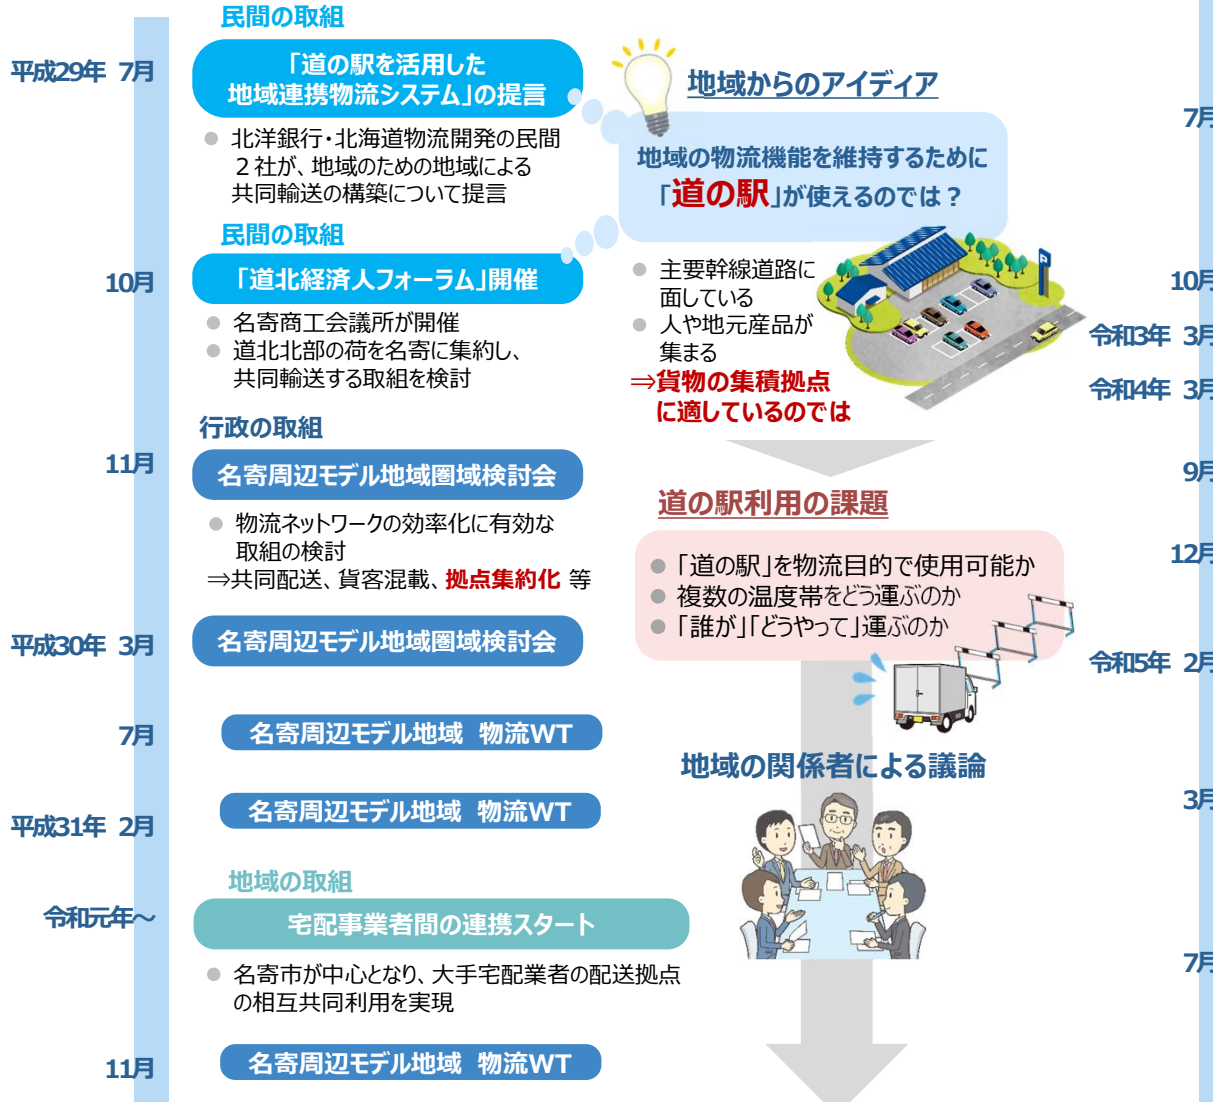 民間の取組
平成29年 7月
「道の駅を活用した
地域連携物流システム」の提言
● 北洋銀行・北海道物流開発の民間
２社が、地域のための地域による
共同輸送の構築について提言
民間の取組
10月
「道北経済人フォーラム」開催
● 名寄商工会議所が開催
● 道北北部の荷を名寄に集約し、
共同輸送する取組を検討
行政の取組
11月
名寄周辺モデル地域圏域検討会
● 物流ネットワークの効率化に有効な
取組の検討
⇒共同配送、貨客混載、拠点集約化 等
平成30年 3月
名寄周辺モデル地域圏域検討会
7月
名寄周辺モデル地域 物流WT
平成31年 2月
名寄周辺モデル地域 物流WT
地域の取組
令和元年～
宅配事業者間の連携スタート
● 名寄市が中心となり、大手宅配業者の配送拠点
の相互共同利用を実現
11月
名寄周辺モデル地域 物流WT
地域からのアイディア
地域の物流機能を維持するために
「道の駅」が使えるのでは？
● 主要幹線道路に
面している
● 人や地元産品が
集まる
⇒貨物の集積拠点
に適しているのでは
P
道の駅利用の課題
● 「道の駅」を物流目的で使用可能か
● 複数の温度帯をどう運ぶのか
● 「誰が」「どうやって」運ぶのか
地域の関係者による議論
7月
10月
令和3年 3月
令和4年 3月
9月
12月
令和5年 2月
3月
7月